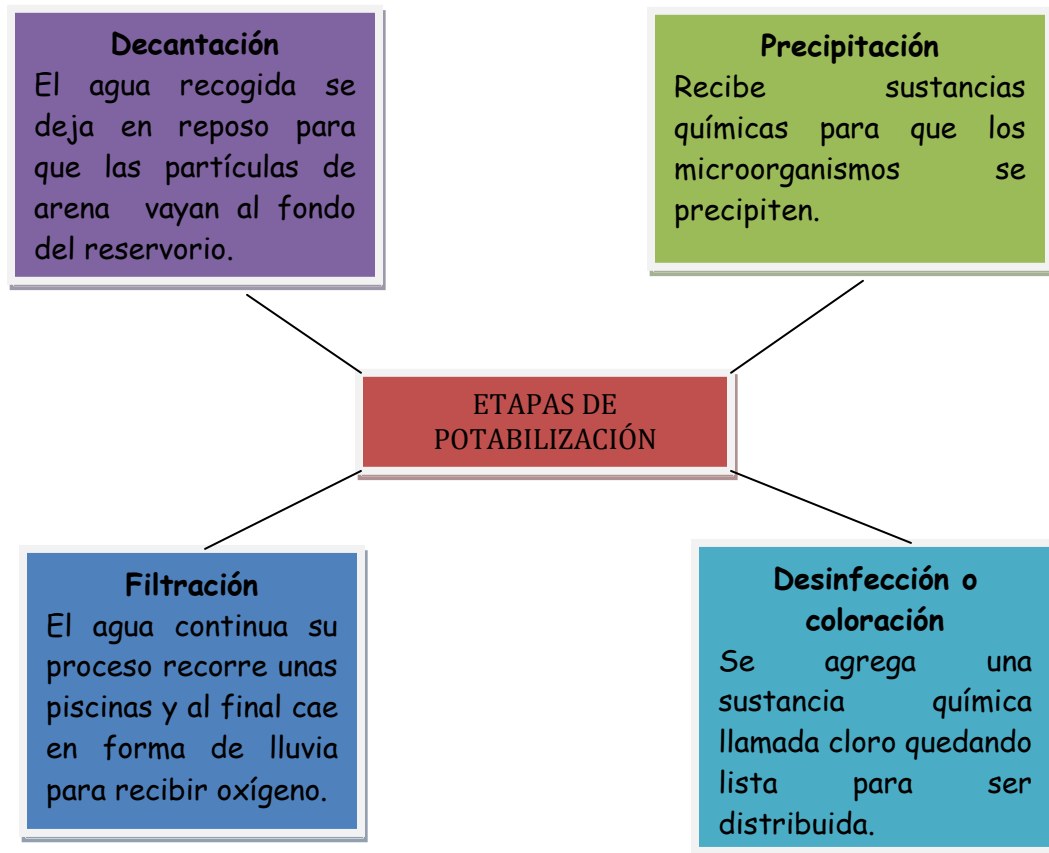 Decantación
El agua recogida se
deja en reposo para
que las partículas de
arena vayan al fondo
del reservorio.
Precipitación
Recibe sustancias
químicas para que los
microorganismos se
precipiten.
ETAPAS DE
POTABILIZACIÓN
Filtración
El agua continua su
proceso recorre unas
piscinas y al final cae
en forma de lluvia
para recibir oxígeno.
Desinfección o
coloración
Se agrega una
sustancia química
llamada cloro quedando
lista para ser
distribuida.